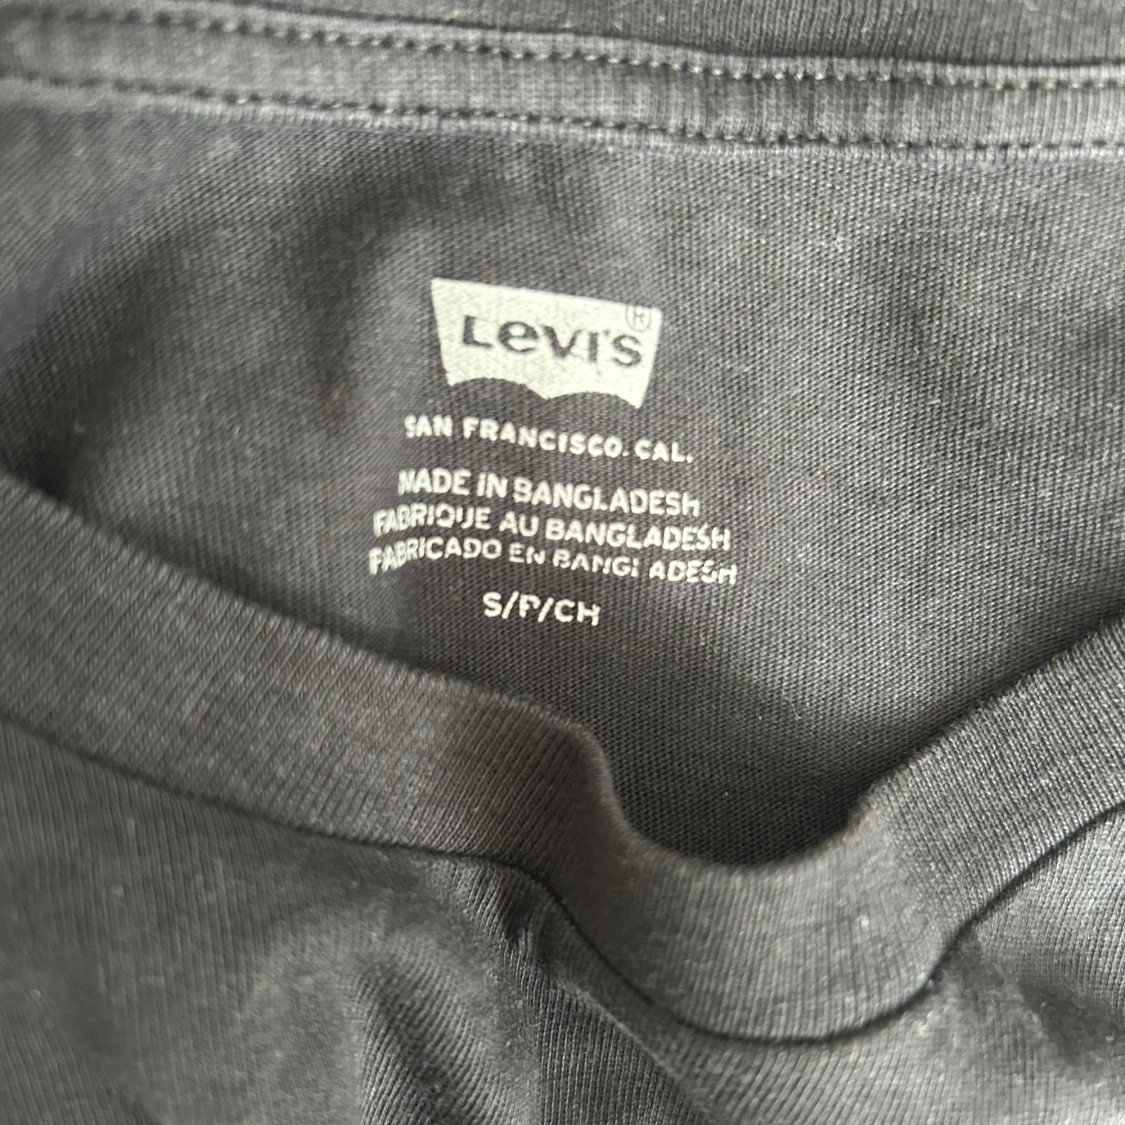 Levi's ®
SAN FRANCISCO. CAL.
MADE IN BANGLADESH
FABRIQUE AU BANGLADESH
FABRICADO EN BANGLADESH
S/P/CH